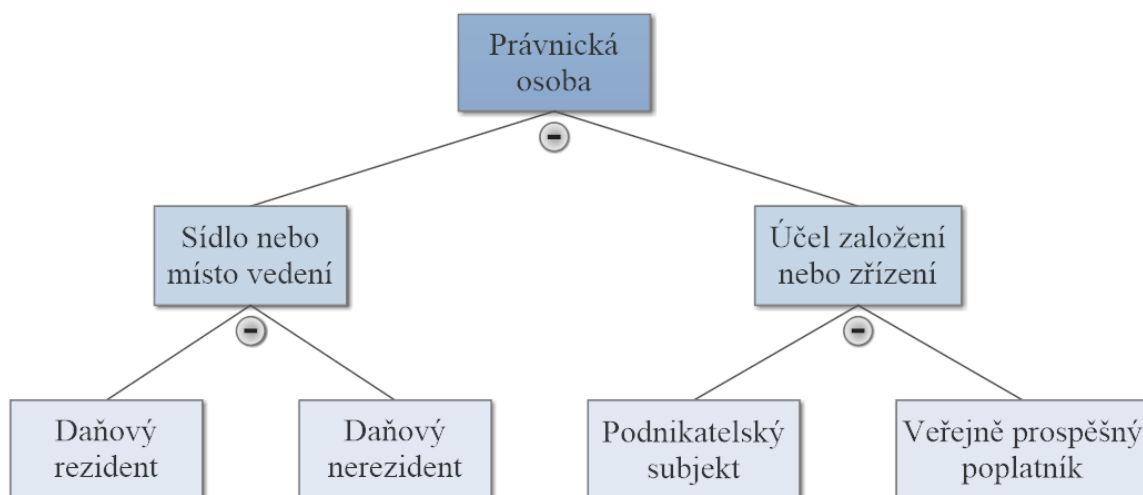 Právnická
osoba
Sídlo nebo
místo vedení
Účel založení
nebo zřízení
Daňový
rezident
Daňový
nerezident
Podnikatelský
subjekt
Veřejně prospěšný
poplatník